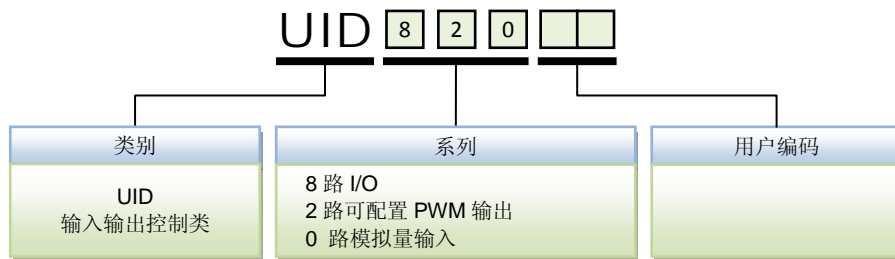 UID 8 2 0
类别
UID
输入输出控制类
系列
8 路 I/O
2 路可配置 PWM 输出
0 路模拟量输入
用户编码